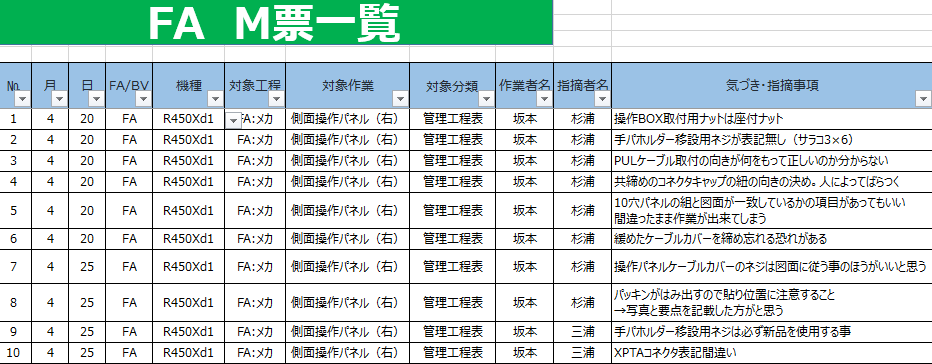 FA M票一覧
№ 月 日 FA/BV 機種 対象工程 対象作業 対象分類 作業者名 指摘者名 気づき・指摘事項
1 4 20 FA R450Xd1 FA:メカ 側面操作パネル（右） 管理工程表 坂本 杉浦 操作BOX取付用ナットは座付ナット
2 4 20 FA R450Xd1 FA:メカ 側面操作パネル（右） 管理工程表 坂本 杉浦 手パホルダー移設用ネジが表記無し（サラコ3×6）
3 4 20 FA R450Xd1 FA:メカ 側面操作パネル（右） 管理工程表 坂本 杉浦 PULケーブル取付の向きが何をもって正しいのか分からない
4 4 20 FA R450Xd1 FA:メカ 側面操作パネル（右） 管理工程表 坂本 杉浦 共締めのコネクタキャップの紐の向きの決め。人によってばらつく
5 4 20 FA R450Xd1 FA:メカ 側面操作パネル（右） 管理工程表 坂本 杉浦 10穴パネルの組と図面が一致しているかの項目があってもいい
間違ったまま作業が出来てしまう
6 4 20 FA R450Xd1 FA:メカ 側面操作パネル（右） 管理工程表 坂本 杉浦 緩めたケーブルカバーを締め忘れる恐れがある
7 4 25 FA R450Xd1 FA:メカ 側面操作パネル（右） 管理工程表 坂本 杉浦 操作パネルケーブルカバーのネジは図面に従う事のほうがいいと思う
8 4 25 FA R450Xd1 FA:メカ 側面操作パネル（右） 管理工程表 坂本 杉浦 パッキンがはみ出すので貼り位置に注意すること
→写真と要点を記載した方がと思う
9 4 25 FA R450Xd1 FA:メカ 側面操作パネル（右） 管理工程表 坂本 三浦 手パホルダー移設用ネジは必ず新品を使用する事
10 4 25 FA R450Xd1 FA:メカ 側面操作パネル（右） 管理工程表 坂本 三浦 XPTAコネクタ表記間違い